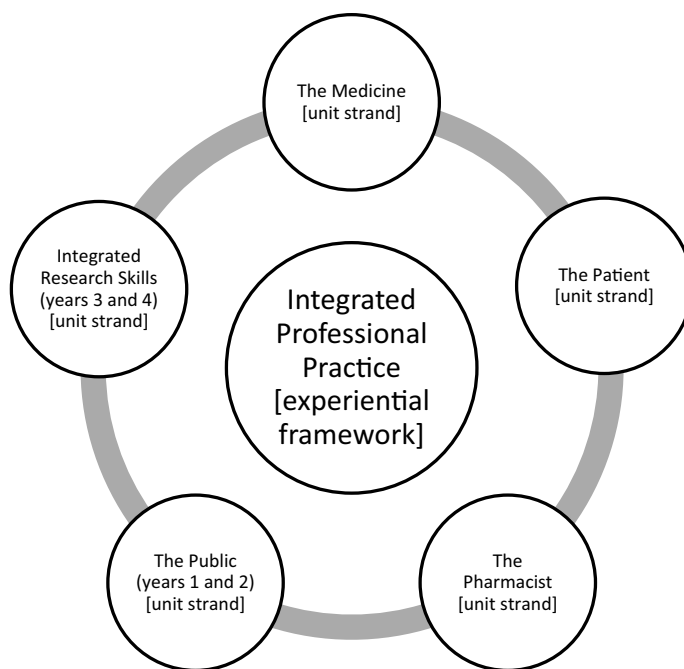 The Medicine
[unit strand]
The Patient
[unit strand]
The
Pharmacist
[unit strand]
The Public
(years 1 and 2)
[unit strand]
Integrated
Research Skills
(years 3 and 4)
[unit strand]
Integrated
Professional
Practice
[experiential
framework]